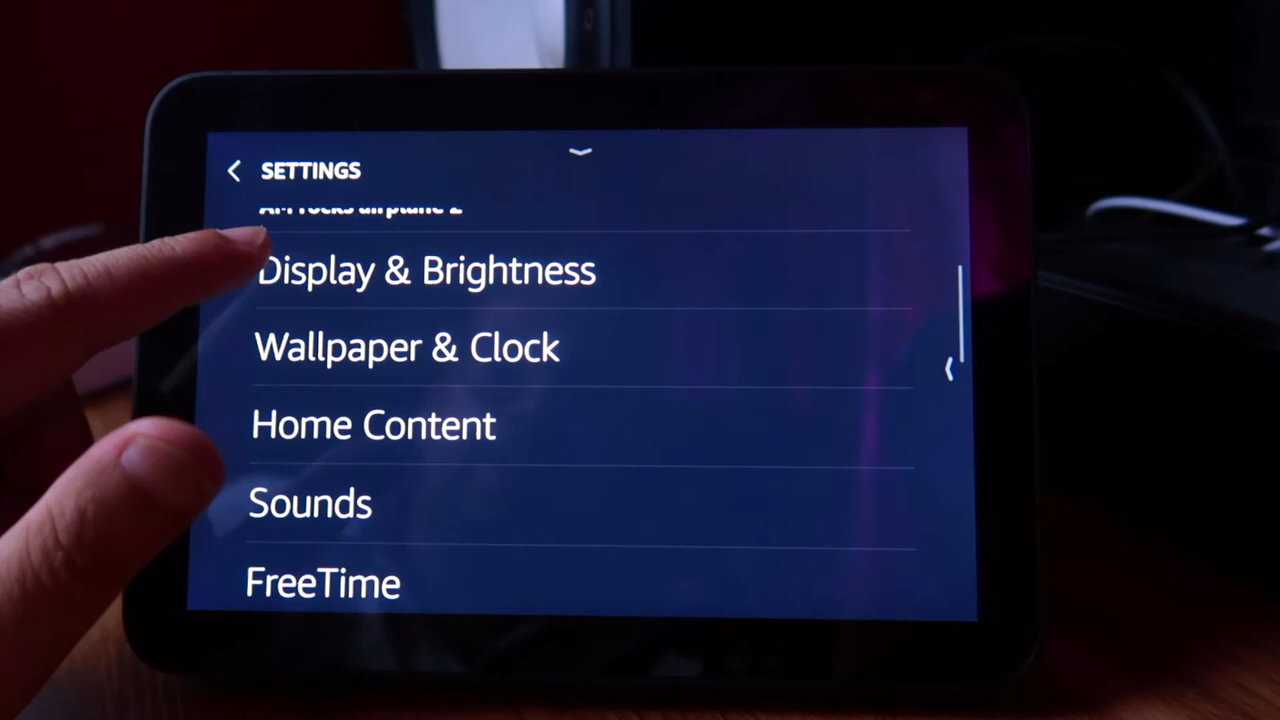 SETTINGS
Display & Brightness
Wallpaper & Clock
Home Content
Sounds
FreeTime